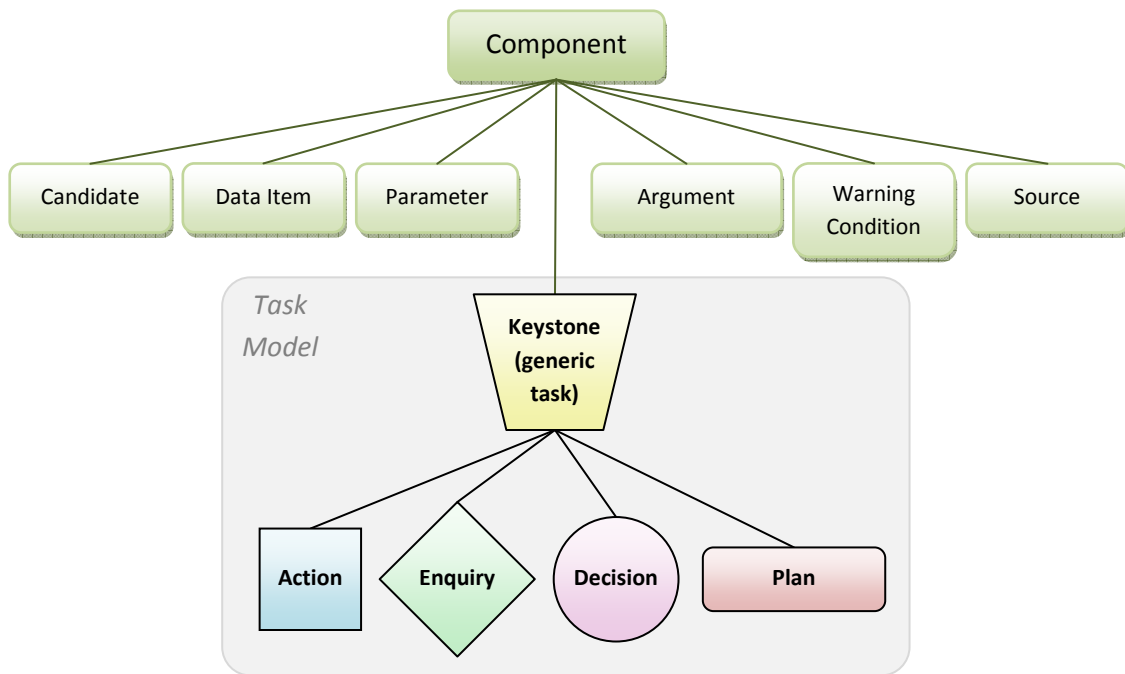 Component
Candidate
Data Item
Parameter
Argument
Warning
Condition
Source
Task
Model
Keystone
(generic
task)
Action
Enquiry
Decision
Plan